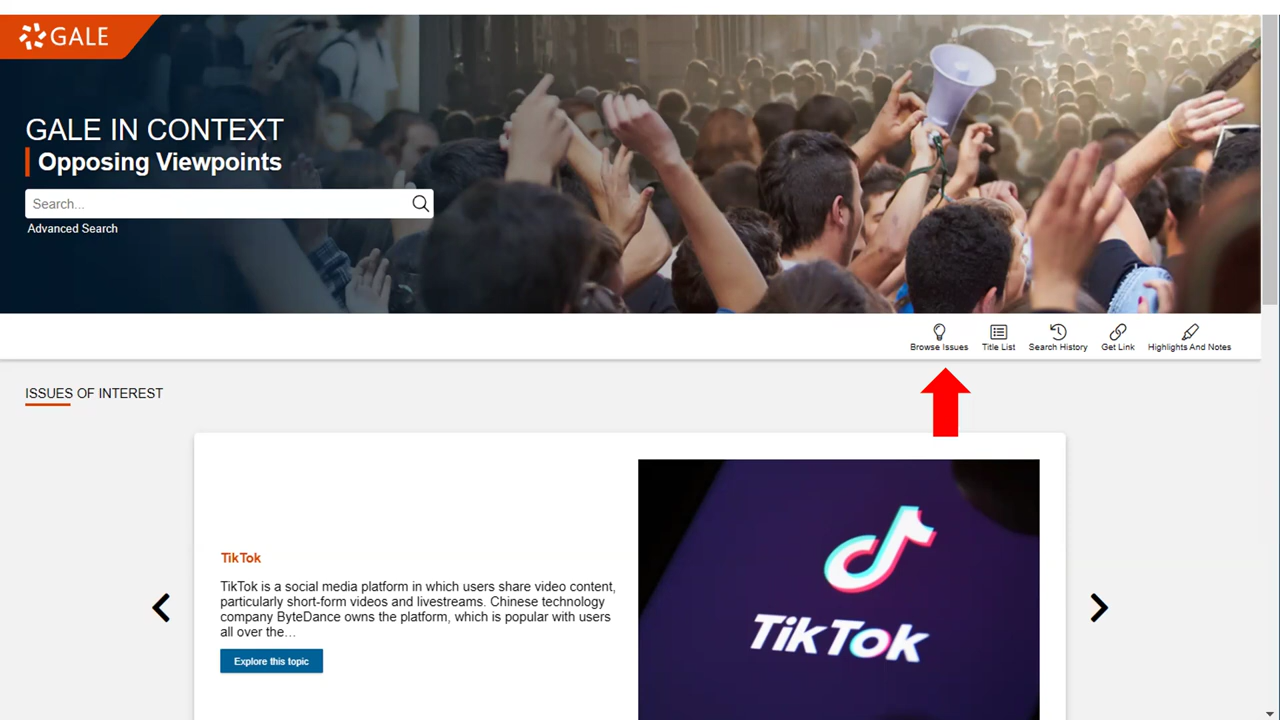 GALE
GALE IN CONTEXT
Opposing Viewpoints
Search...
Advanced Search
Browse Issues
Title List
Search History
Get Link
Highlights And Notes
ISSUES OF INTEREST
TikTok
TikTok is a social media platform in which users share video content,
particularly short-form videos and livestreams. Chinese technology
company ByteDance owns the platform, which is popular with users
all over the...
Explore this topic
TikTok